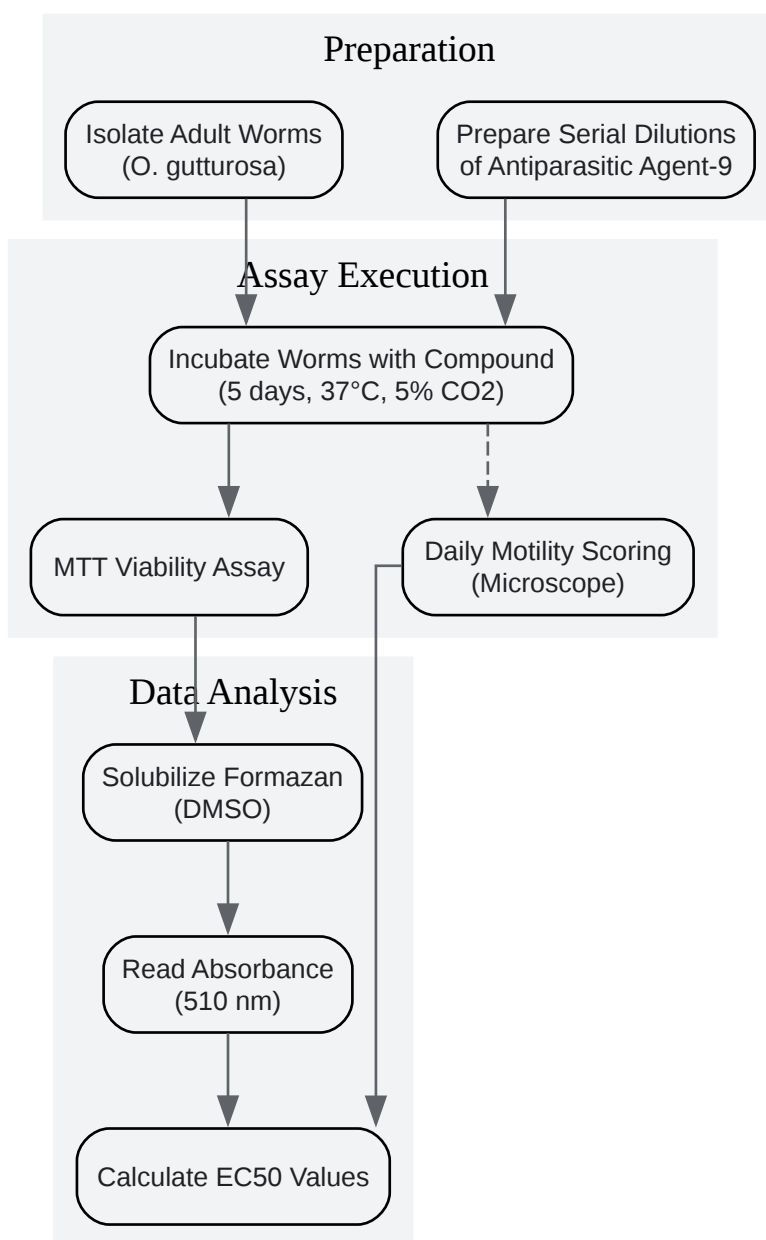 Preparation
Isolate Adult Worms
(O. gutturosa)
Prepare Serial Dilutions
of Antiparasitic Agent-9
Assay Execution
Incubate Worms with Compound
(5 days, 37°C, 5% CO2)
MTT Viability Assay
Daily Motility Scoring
(Microscope)
Data Analysis
Solubilize Formazan
(DMSO)
Read Absorbance
(510 nm)
Calculate EC50 Values